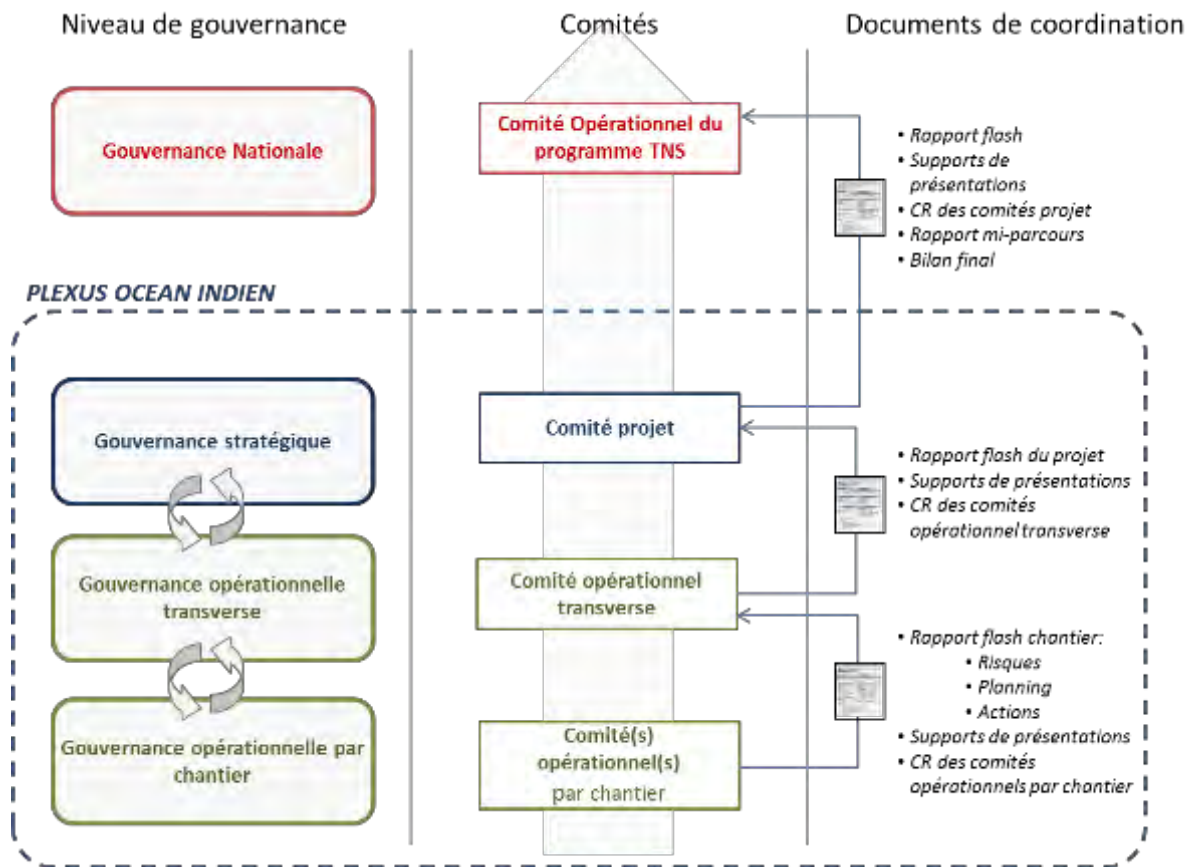 Niveau de gouvernance
Comités
Documents de coordination
Gouvernance Nationale
Comité Opérationnel du
programme TNS
• Rapport flash
• Supports de
présentations
• CR des comités projet
• Rapport mi-parcours
• Bilan final
PLEXUS OCEAN INDIEN
Gouvernance stratégique
Comité projet
• Rapport flash du projet
• Supports de présentations
• CR des comités
opérationnel transverse
Gouvernance opérationnelle
transverse
Comité opérationnel
transverse
• Rapport flash chantier:
• Risques
• Planning
• Actions
• Supports de présentations
• CR des comités
opérationnels par chantier
Gouvernance opérationnelle par
chantier
Comité(s)
opérationnel(s)
par chantier